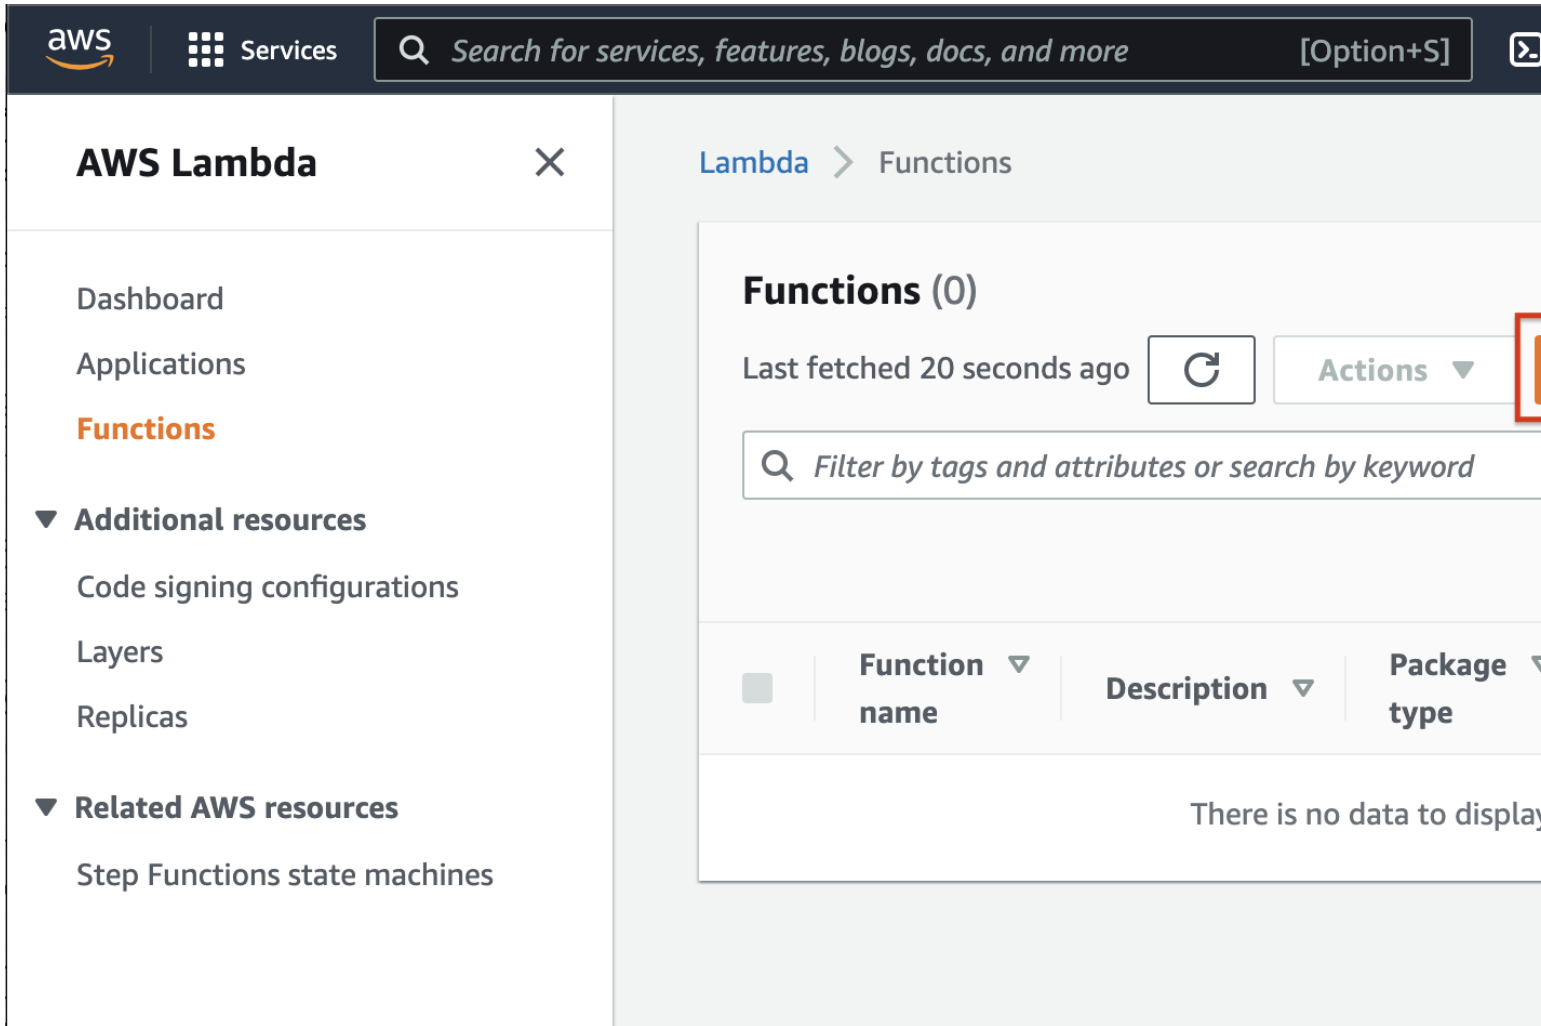 aws
Services
Search for services, features, blogs, docs, and more
[Option+S]
AWS Lambda
Lambda
Functions
Dashboard
Applications
Functions
Additional resources
Code signing configurations
Layers
Replicas
Related AWS resources
Step Functions state machines
Functions (0)
Last fetched 20 seconds ago
Actions
Filter by tags and attributes or search by keyword
Function
name
Description
Package
type
There is no data to display